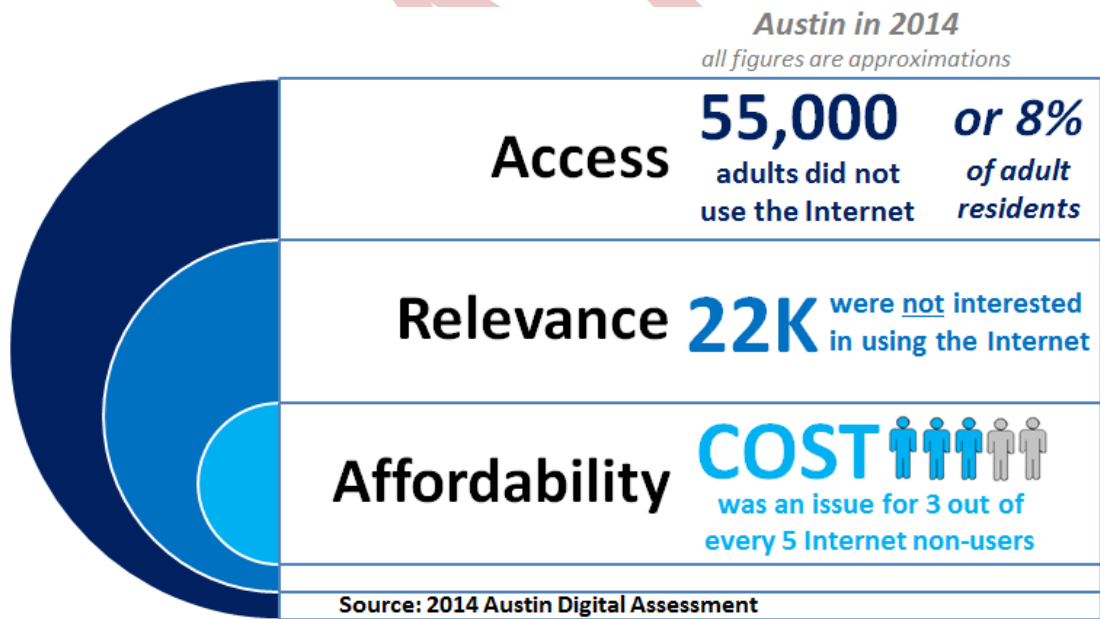 Austin in 2014
all figures are approximations
Access
55,000
adults did not
use the Internet
or 8%
of adult
residents
Relevance
22K
were not interested
in using the Internet
Affordability
COST
was an issue for 3 out of
every 5 Internet non-users
Source: 2014 Austin Digital Assessment